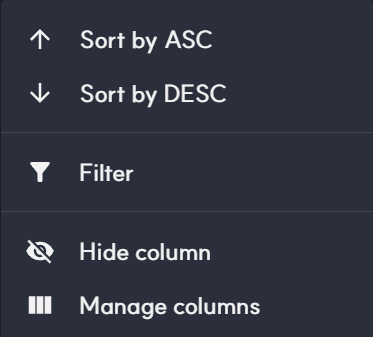 Sort by ASC
Sort by DESC
Filter
Hide column
Manage columns